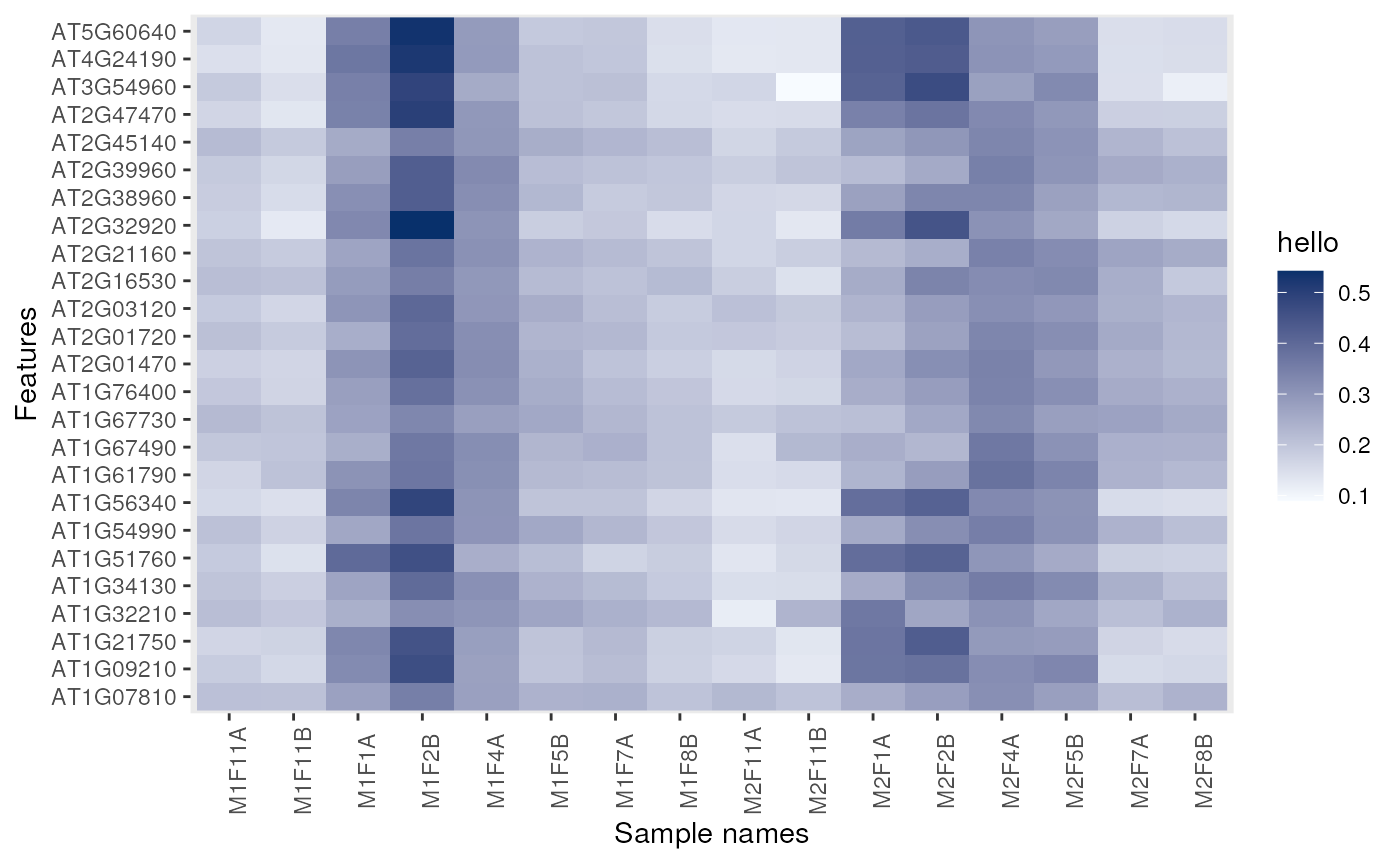 AT5G60640
AT4G24190
AT3G54960
AT2G47470
AT2G45140
AT2G39960
AT2G38960
AT2G32920
AT2G21160
AT2G16530
AT2G03120
AT2G01720
AT2G01470
AT1G76400
AT1G67730
AT1G67490
AT1G61790
AT1G56340
AT1G54990
AT1G51760
AT1G34130
AT1G32210
AT1G21750
AT1G09210
AT1G07810
Features
M1F11A
M1F11B
M1F1A
M1F2B
M1F4A
M1F5B
M1F7A
M1F8B
M2F11A
M2F11B
M2F1A
M2F2B
M2F4A
M2F5B
M2F7A
M2F8B
Sample names
hello
0.5
0.4
0.3
0.2
0.1